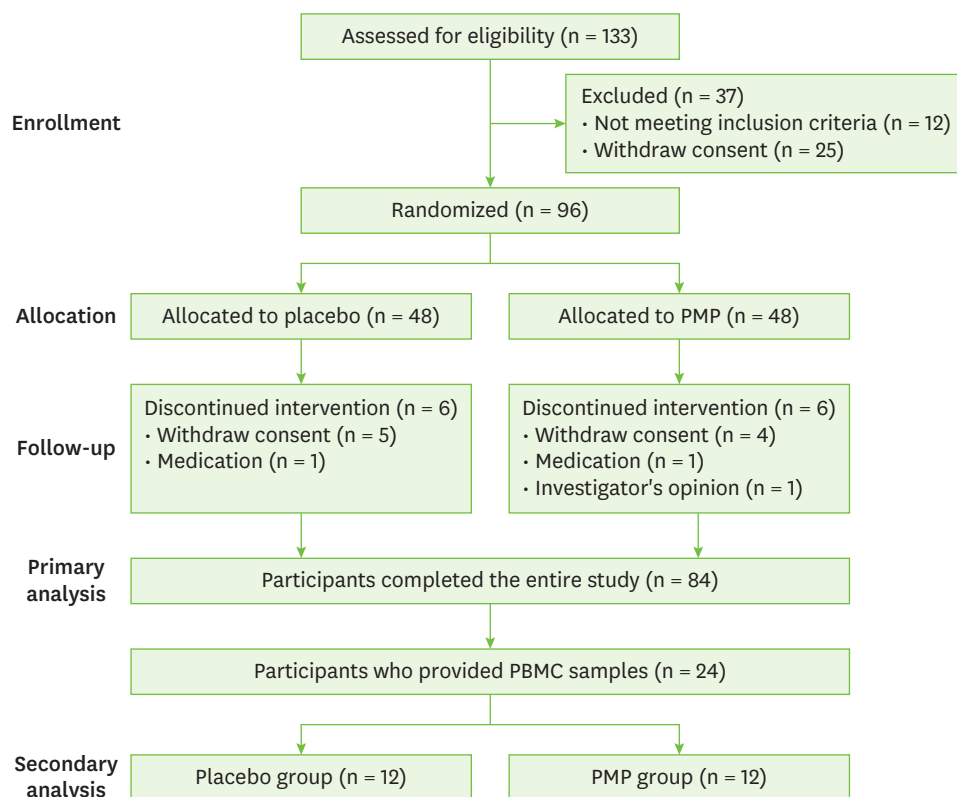 Assessed for eligibility (n = 133)
Enrollment
Excluded (n = 37)
· Not meeting inclusion criteria (n = 12)
· Withdraw consent (n = 25)
Randomized (n = 96)
Allocation
Allocated to placebo (n = 48)
Allocated to PMP (n = 48)
Follow-up
Discontinued intervention (n = 6)
· Withdraw consent (n = 5)
· Medication (n = 1)
Discontinued intervention (n = 6)
· Withdraw consent (n = 4)
· Medication (n = 1)
· Investigator's opinion (n = 1)
Primary
analysis
Participants completed the entire study (n = 84)
Participants who provided PBMC samples (n = 24)
Secondary
analysis
Placebo group (n = 12)
PMP group (n = 12)